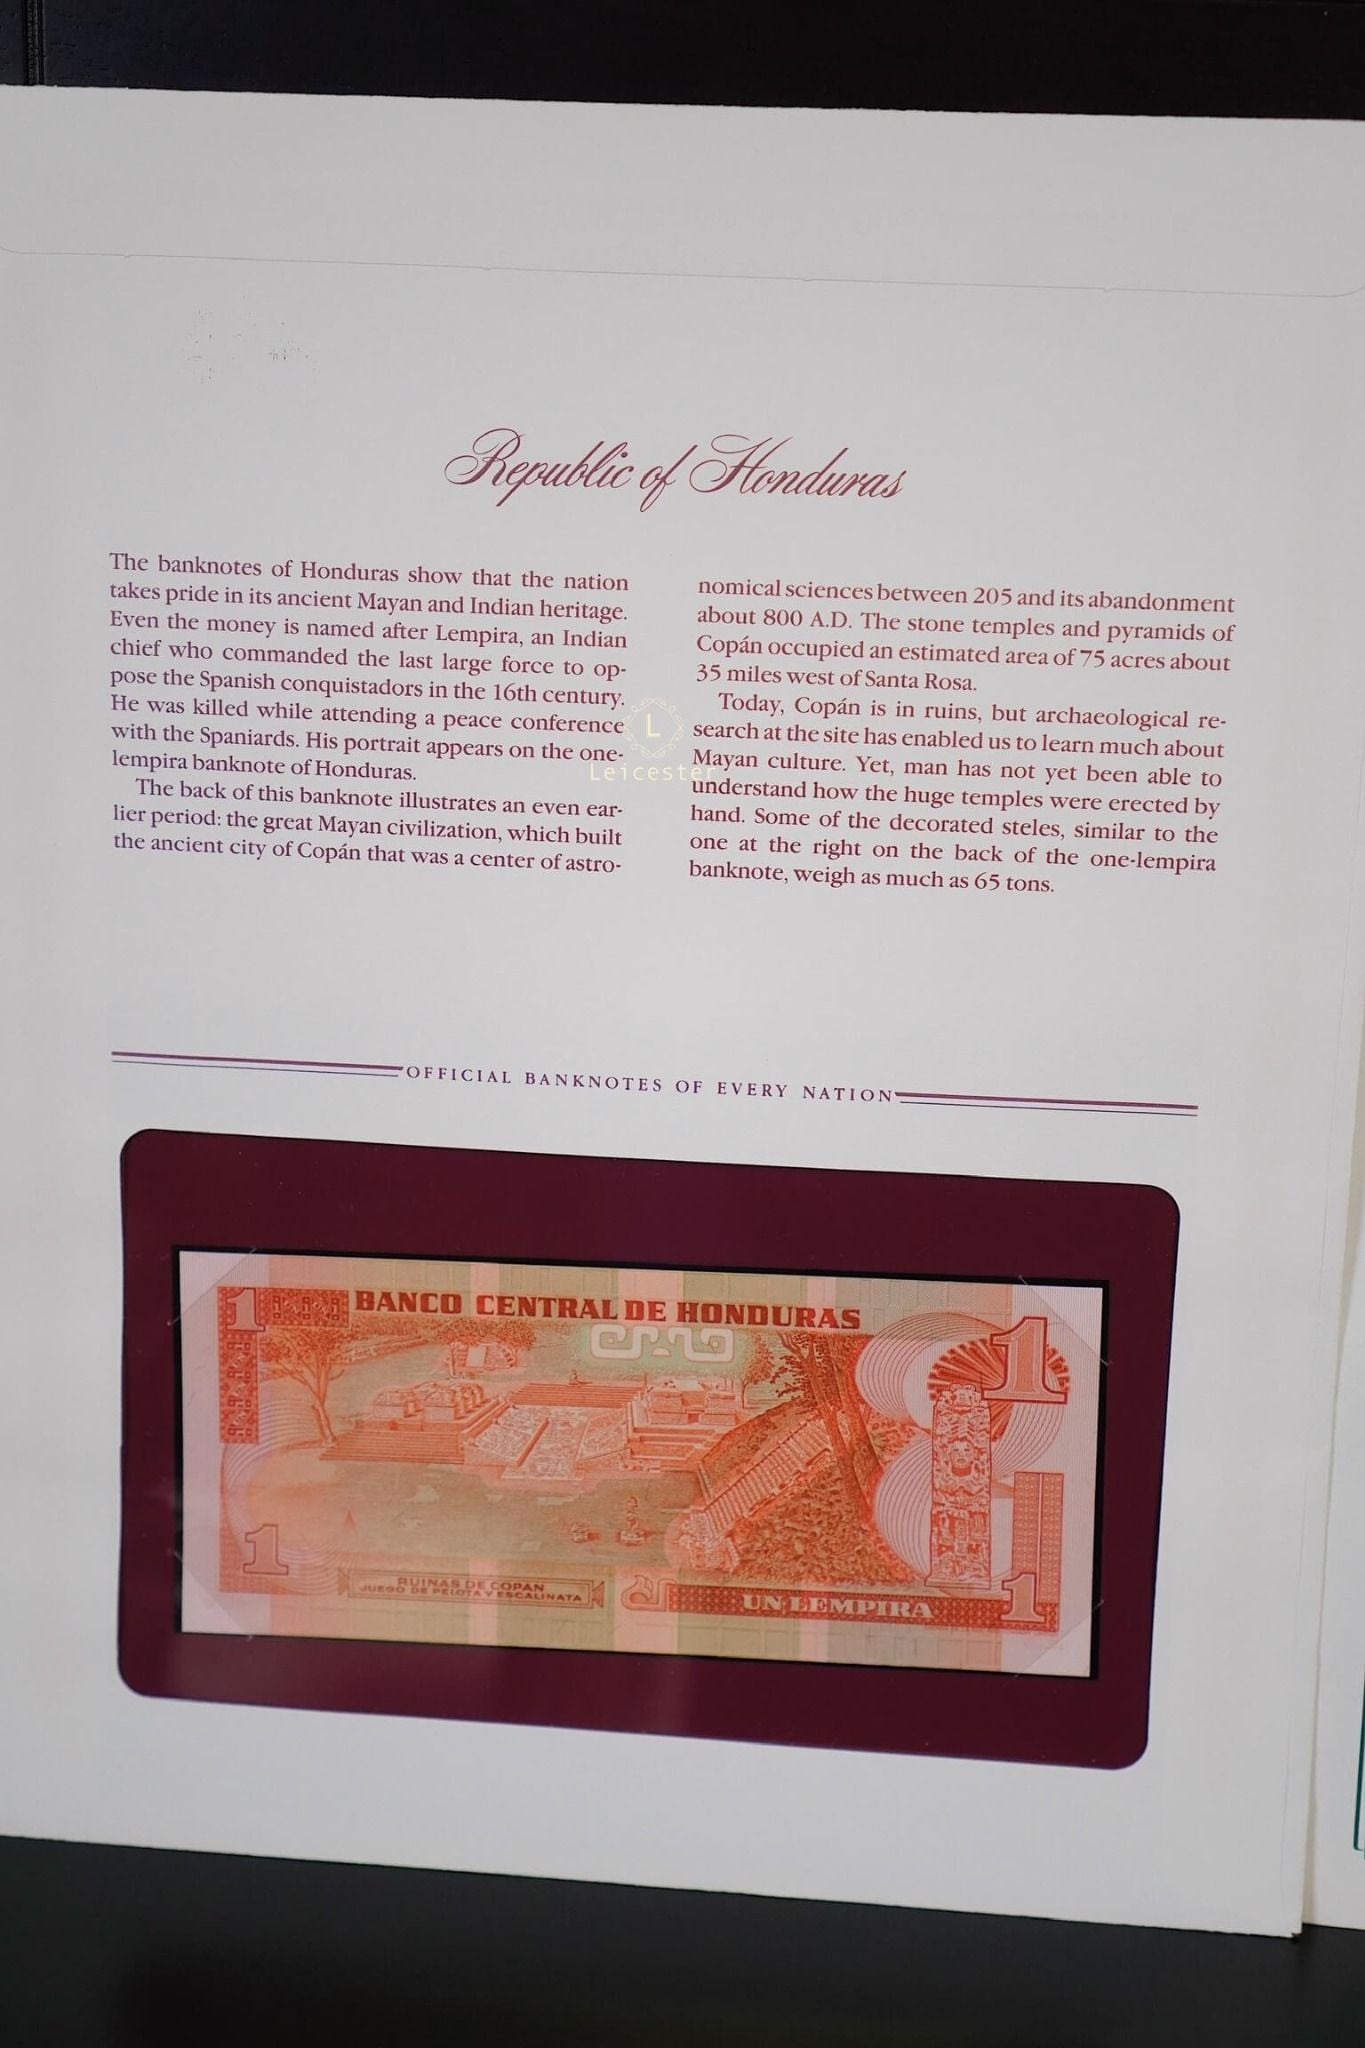 Republic of Honduras
The banknotes of Honduras show that the nation
takes pride in its ancient Mayan and Indian heritage.
Even the money is named after Lempira, an Indian
chief who commanded the last large force to op-
pose the Spanish conquistadors in the 16th century.
He was killed while attending a peace conference
with the Spaniards. His portrait appears on the one-
lempira banknote of Honduras.
The back of this banknote illustrates an even ear-
lier period: the great Mayan civilization, which built
the ancient city of Copán that was a center of astro-
nomical sciences between 205 and its abandonment
about 800 A.D. The stone temples and pyramids of
Copán occupied an estimated area of 75 acres about
35 miles west of Santa Rosa.
Today, Copán is in ruins, but archaeological re-
search at the site has enabled us to learn much about
Mayan culture. Yet, man has not yet been able to
understand how the huge temples were erected by
hand. Some of the decorated steles, similar to the
one at the right on the back of the one-lempira
banknote, weigh as much as 65 tons.
L
Leicester
OFFICIAL BANKNOTES OF EVERY NATION
1
BANCO CENTRAL DE HONDURAS
1
1
RUINAS DE COPAN
JUEGO DE PELOTA Y ESCALINATA
UN LEMPIRA
1